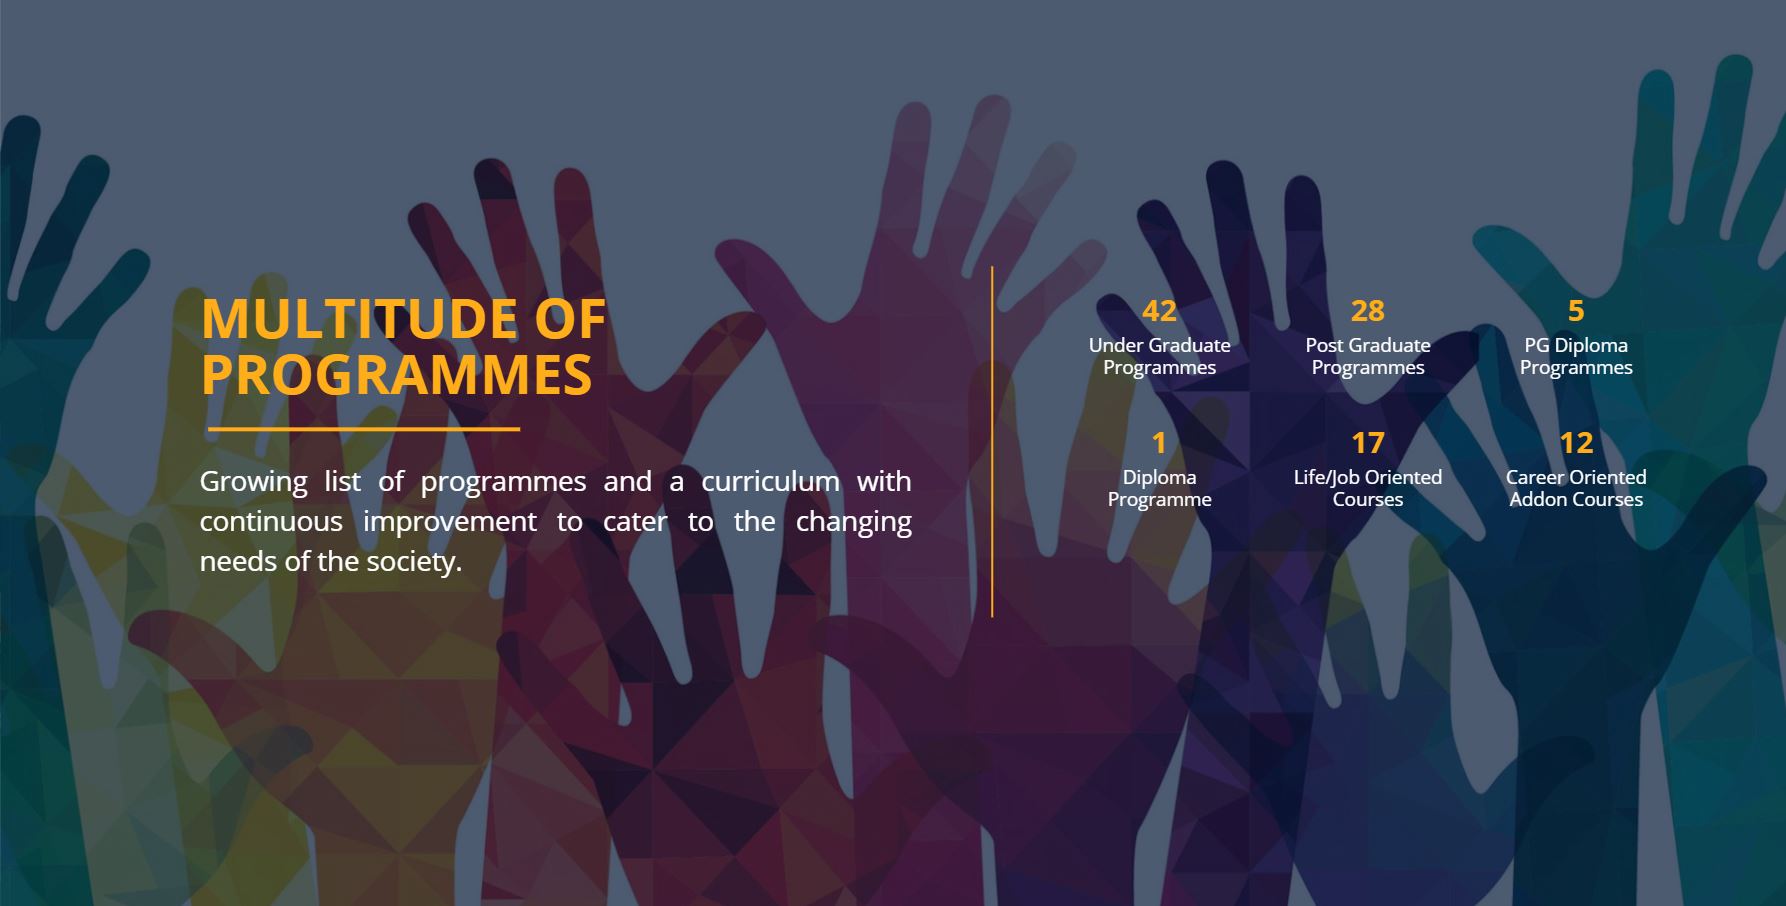 MULTITUDE OF
PROGRAMMES
Growing list of programmes and a curriculum with
continuous improvement to cater to the changing
needs of the society.
42
Under Graduate
Programmes
28
Post Graduate
Programmes
5
PG Diploma
Programmes
1
Diploma
Programme
17
Life/Job Oriented
Courses
12
Career Oriented
Addon Courses